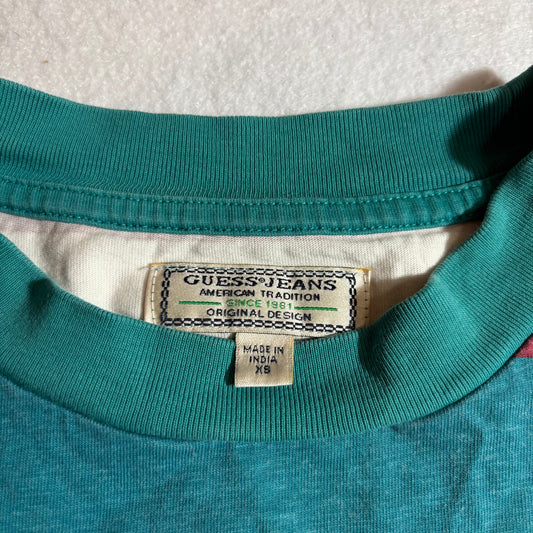 GUESS®JEANS
AMERICAN TRADITION
SINCE 1981
ORIGINAL DESIGN
MADE IN
INDIA
XS